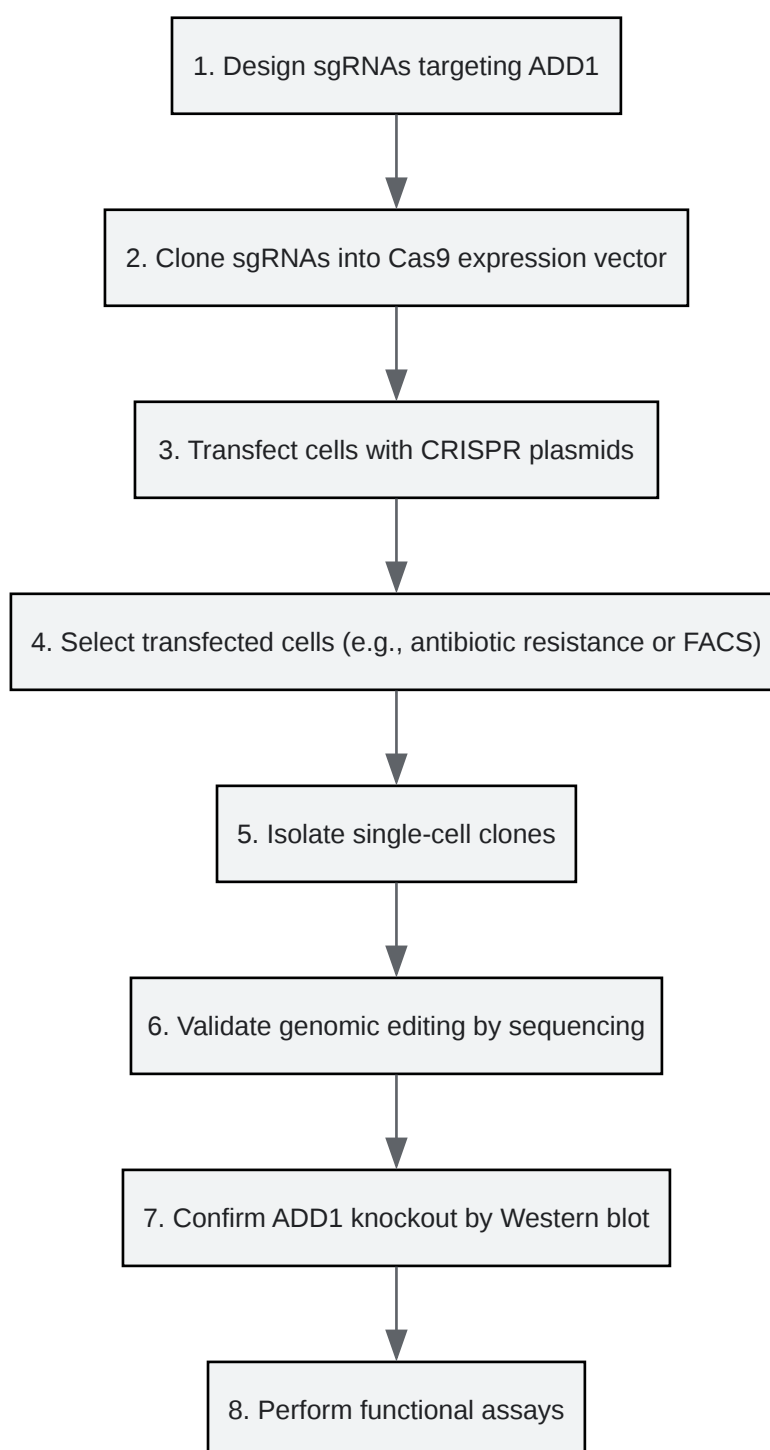 1. Design sgRNAs targeting ADD1
2. Clone sgRNAs into Cas9 expression vector
3. Transfect cells with CRISPR plasmids
4. Select transfected cells (e.g., antibiotic resistance or FACS)
5. Isolate single-cell clones
6. Validate genomic editing by sequencing
7. Confirm ADD1 knockout by Western blot
8. Perform functional assays